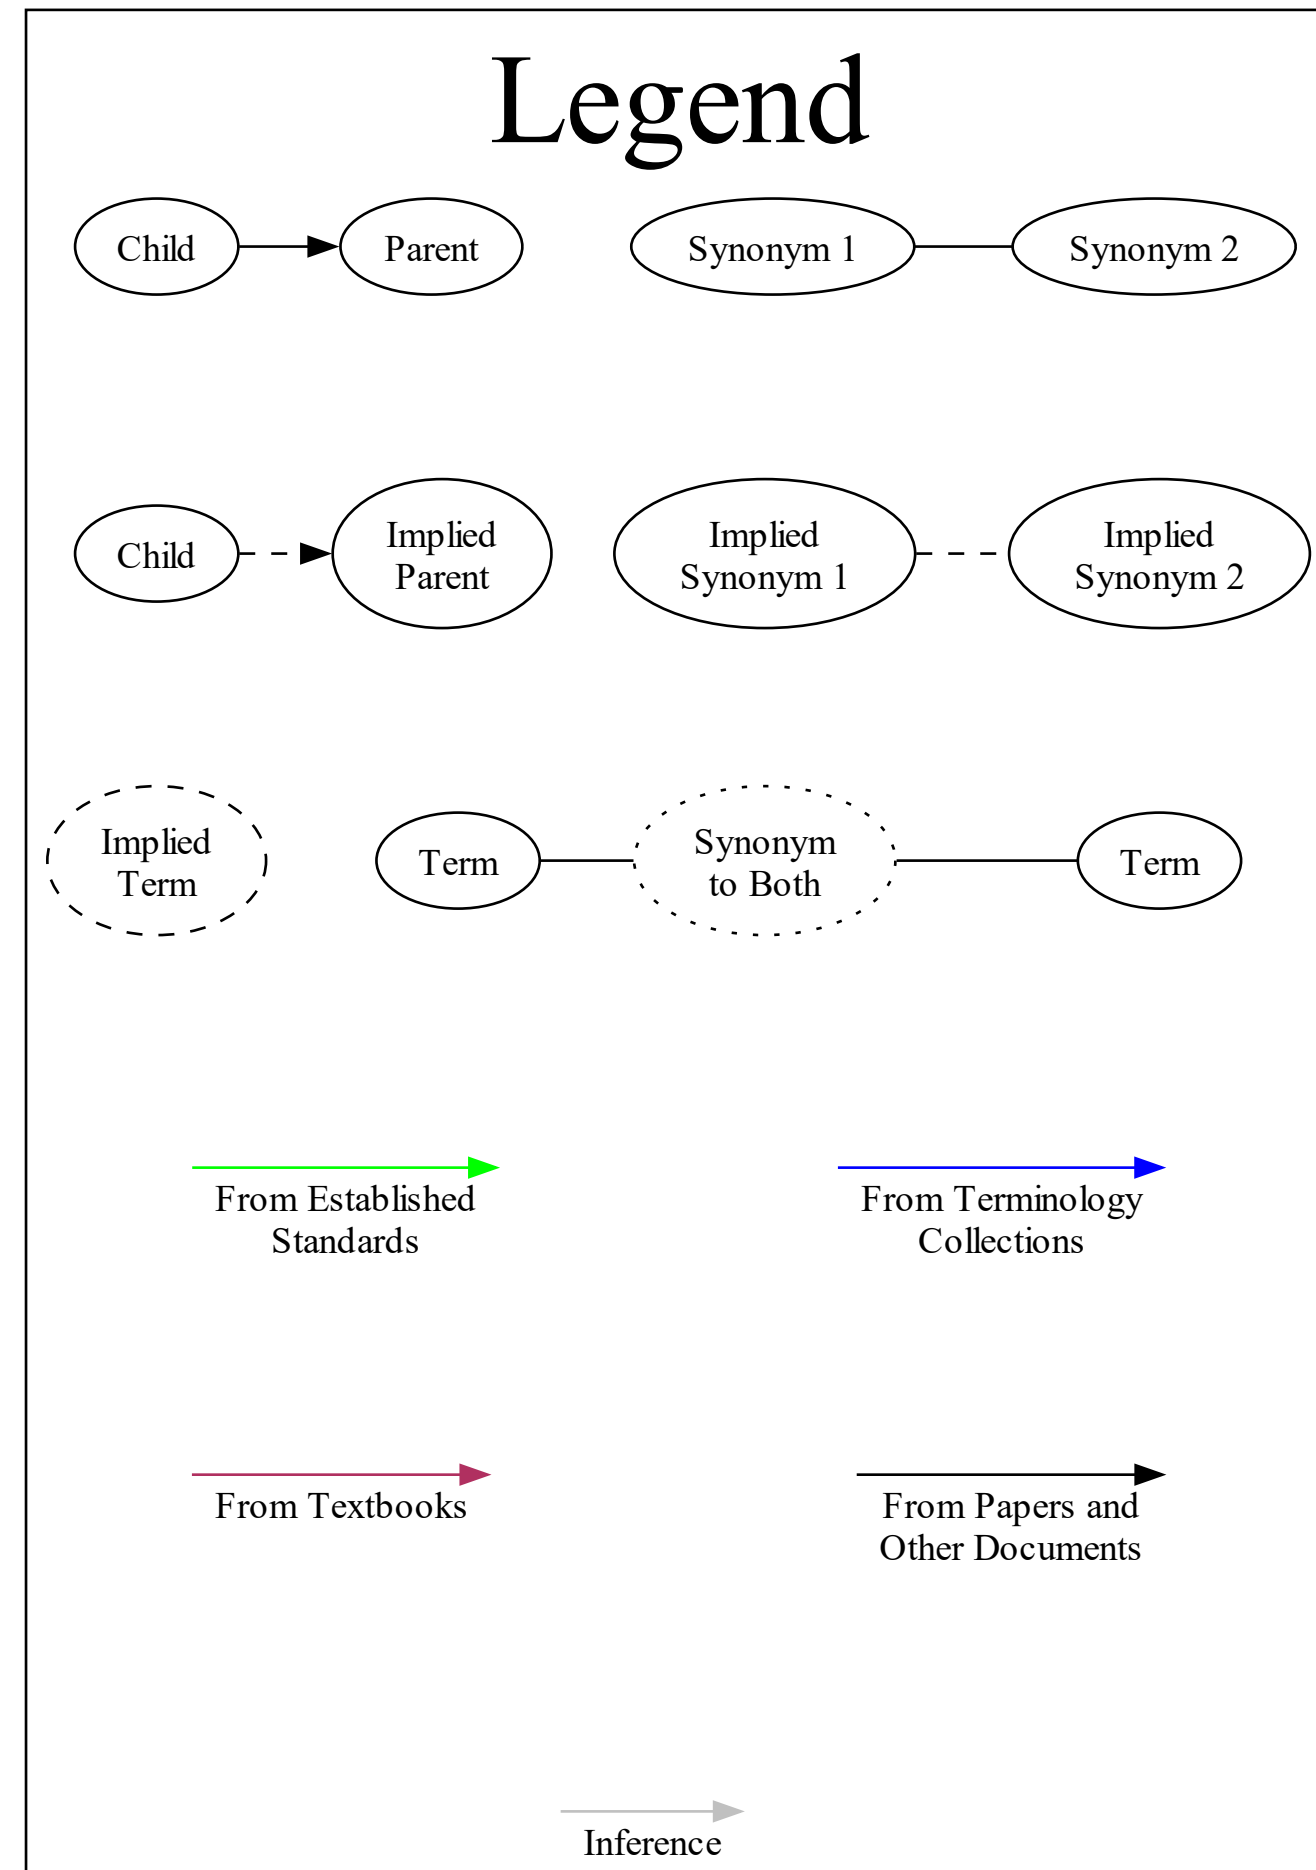 Legend
Child
Parent
Synonym 1
Synonym 2
Child
Implied
Parent
Implied
Synonym 1
Implied
Synonym 2
Implied
Term
Term
Synonym
to Both
Term
From Established
Standards
From Terminology
Collections
From Textbooks
From Papers and
Other Documents
Inference